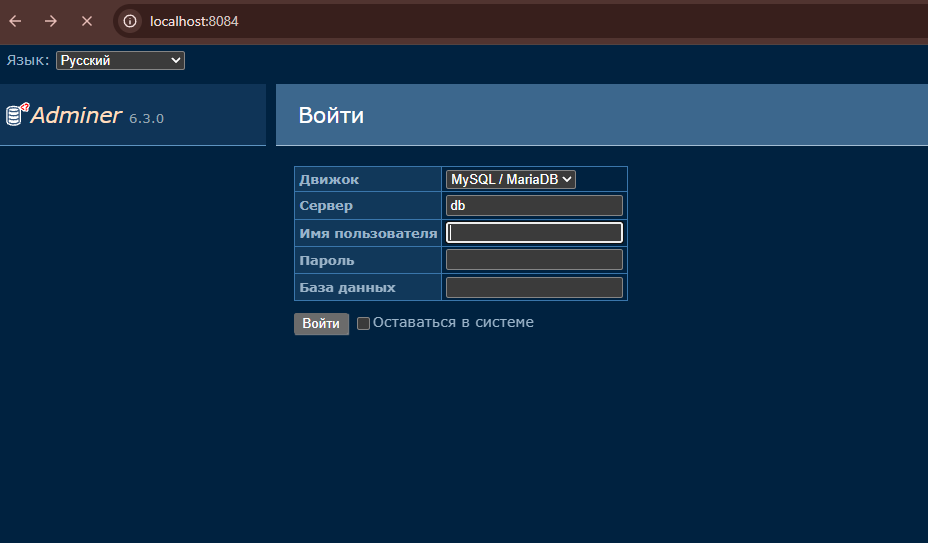 localhost:8084
Язык: Русский
Adminer 6.3.0
Войти
Движок MySQL / MariaDB
Сервер db
Имя пользователя
Пароль
База данных
Войти Оставаться в системе